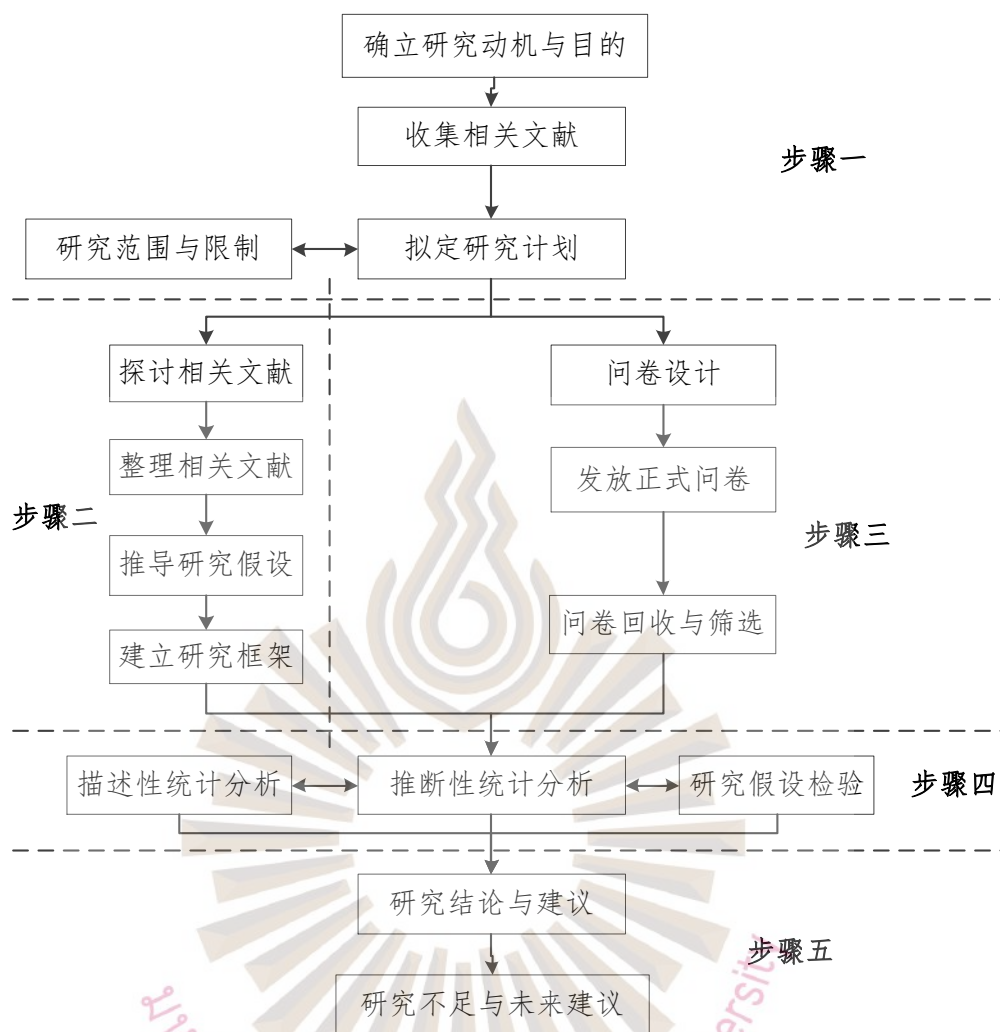 确立研究动机与目的
收集相关文献
步骤一
研究范围与限制
拟定研究计划
探讨相关文献
问卷设计
整理相关文献
发放正式问卷
步骤二
步骤三
推导研究假设
问卷回收与筛选
建立研究框架
描述性统计分析
推断性统计分析
研究假设检验
步骤四
研究结论与建议
步骤五
研究不足与未来建议